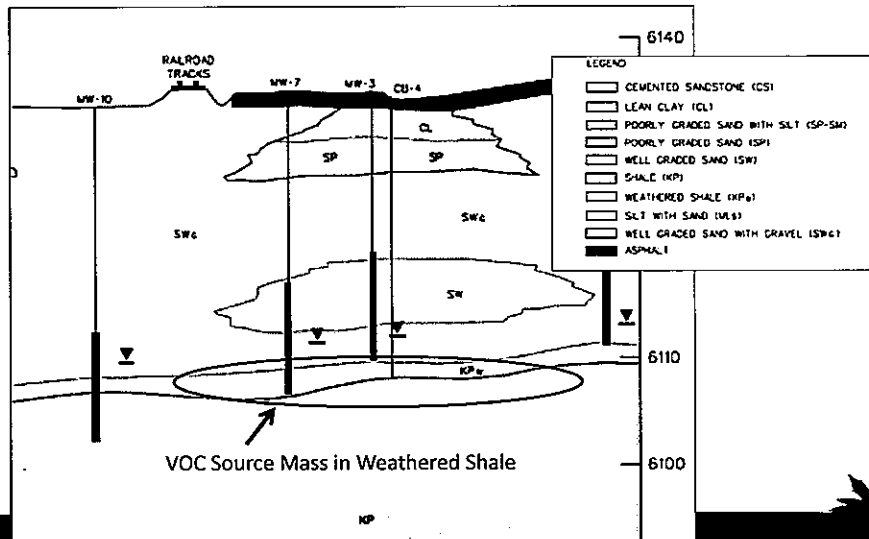 6140
RAILROAD
TRACKS
MW-10
MW-7
MW-3
CU-4
LEGEND
CEMENTED SANDSTONE (CS)
LEAN CLAY (CL)
POORLY GRADED SAND WITH SILT (SP-SM)
POORLY GRADED SAND (SP)
WELL GRADED SAND (SW)
SHALE (KP)
WEATHERED SHALE (KPw)
SILT WITH SAND (MLS)
WELL GRADED SAND WITH GRAVEL (SWG)
ASPHALT
CL
SP
SP
SWG
SWG
SW
6110
KPw
VOC Source Mass in Weathered Shale
6100
KP